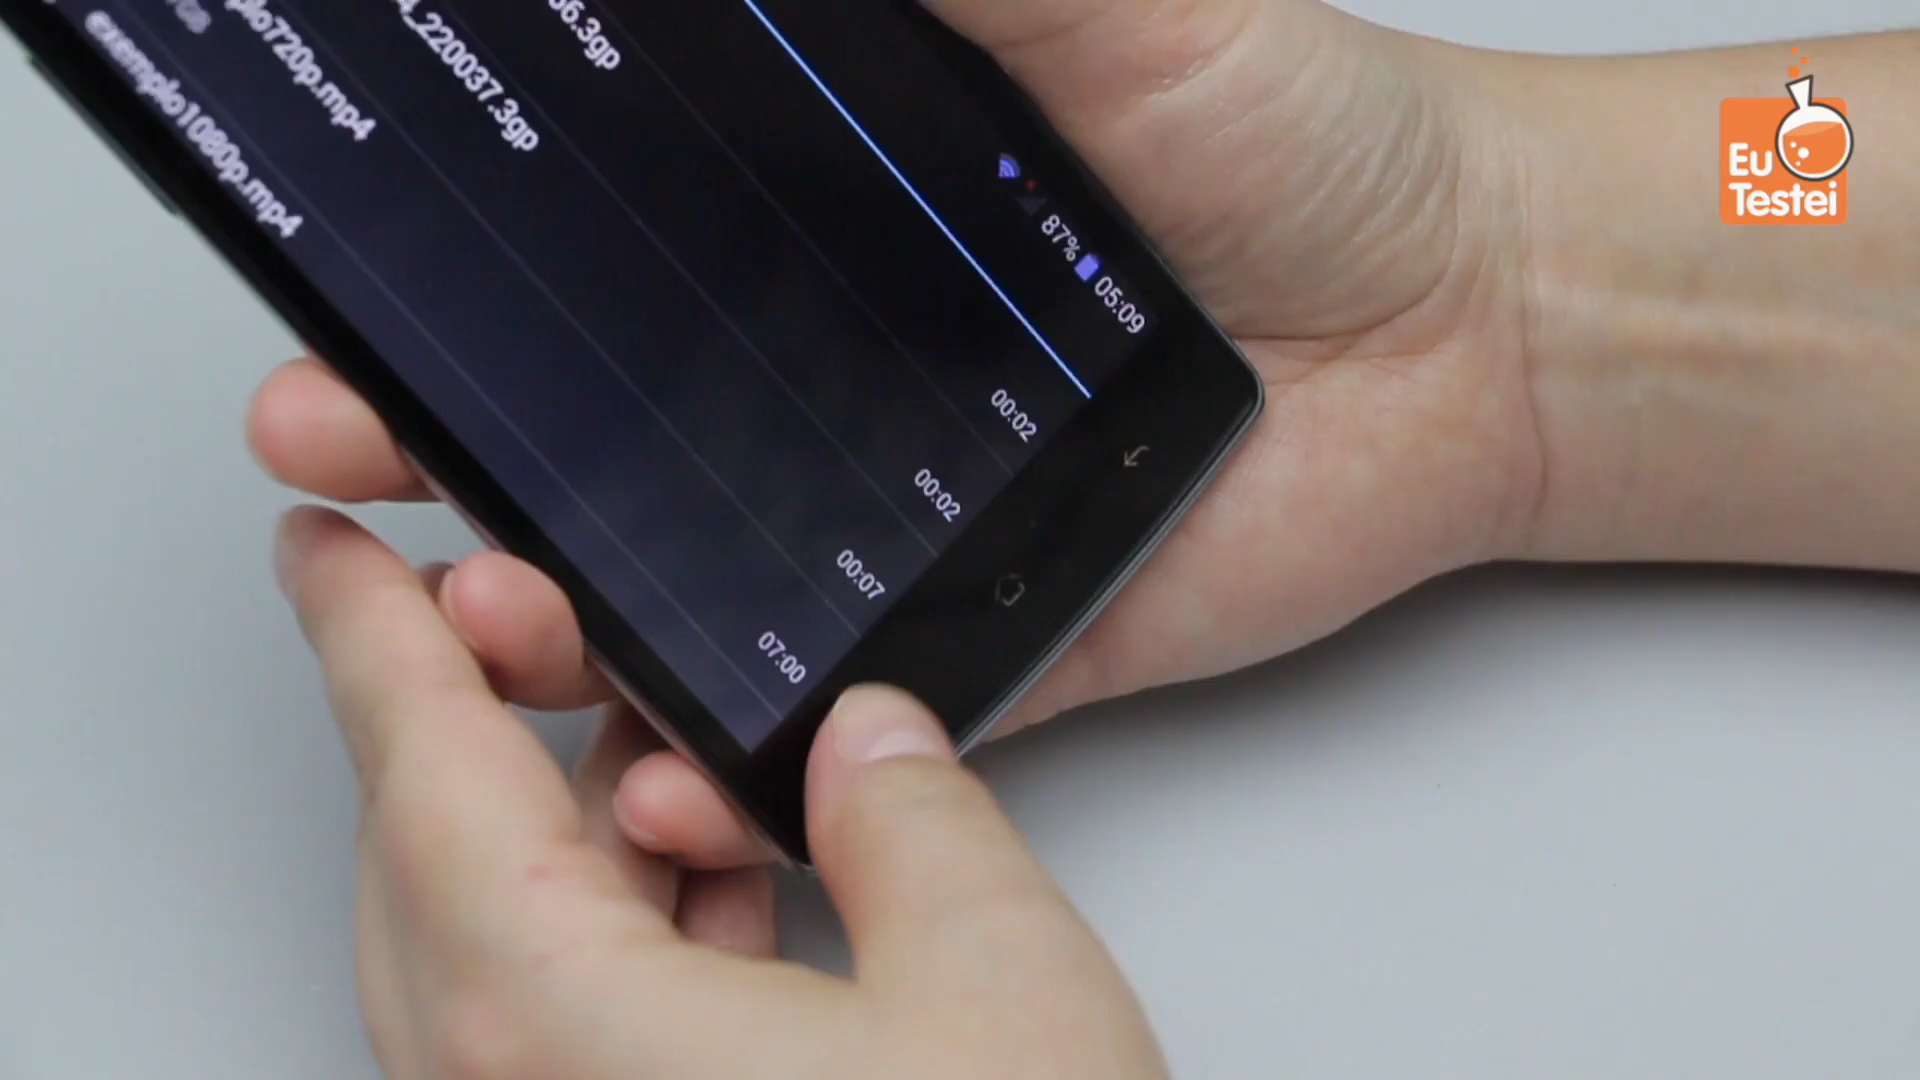 87% 05:09
66.3gp
00:02
_220037.3gp
00:02
plo720p.mp4
00:07
exemplo1080p.mp4
07:00
Eu
Testei